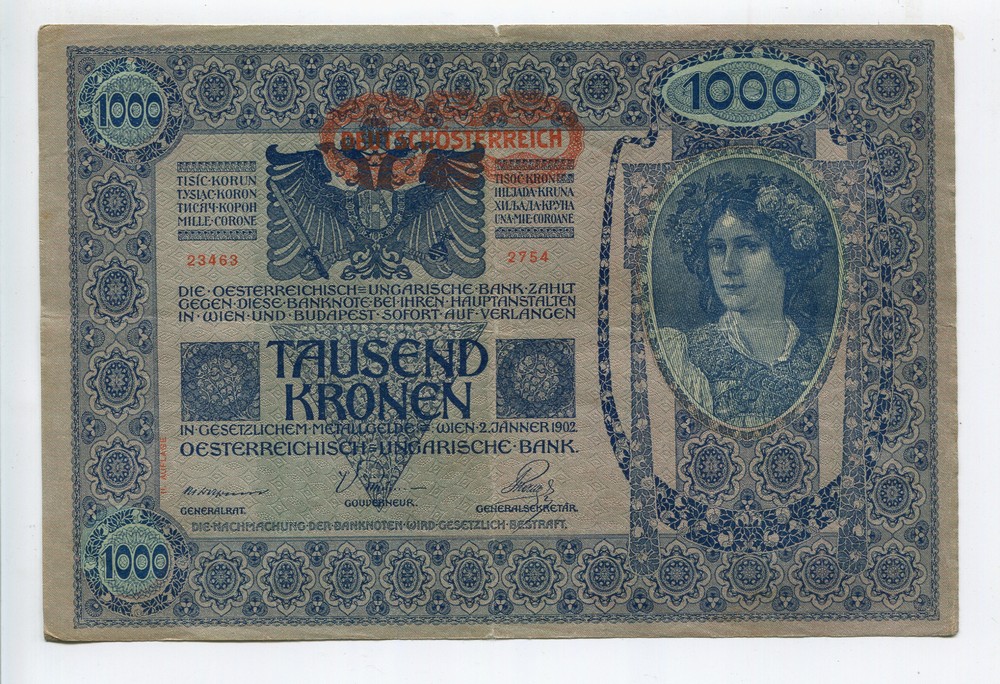 1000
1000
DEUTSCHÖSTERREICH
TISÍC·KORUN
TYSIĄC·KORON
ТИСЯЧ·КОРОН
MILLE·CORONE
TISOČ·KRON
HILJADA·KRUNA
ХИЉАДА·КРУНА
UNA·MIE·COROANE
23463
2754
DIE·OESTERREICHISCH=UNGARISCHE·BANK·ZAHLT
GEGEN·DIESE·BANKNOTE·BEI·IHREN·HAUPTANSTALTEN
IN·WIEN·UND·BUDAPEST·SOFORT·AUF·VERLANGEN
TAUSEND
KRONEN
IN·GESETZLICHEM·METALLGELDE=WIEN·2.JÄNNER 1902.
OESTERREICHISCH=UNGARISCHE·BANK.
II. AUFLAGE
GENERALRAT.
GOUVERNEUR.
GENERALSEKRETÄR.
DIE·NACHMACHUNG·DER·BANKNOTEN·WIRD·GESETZLICH·BESTRAFT.
1000